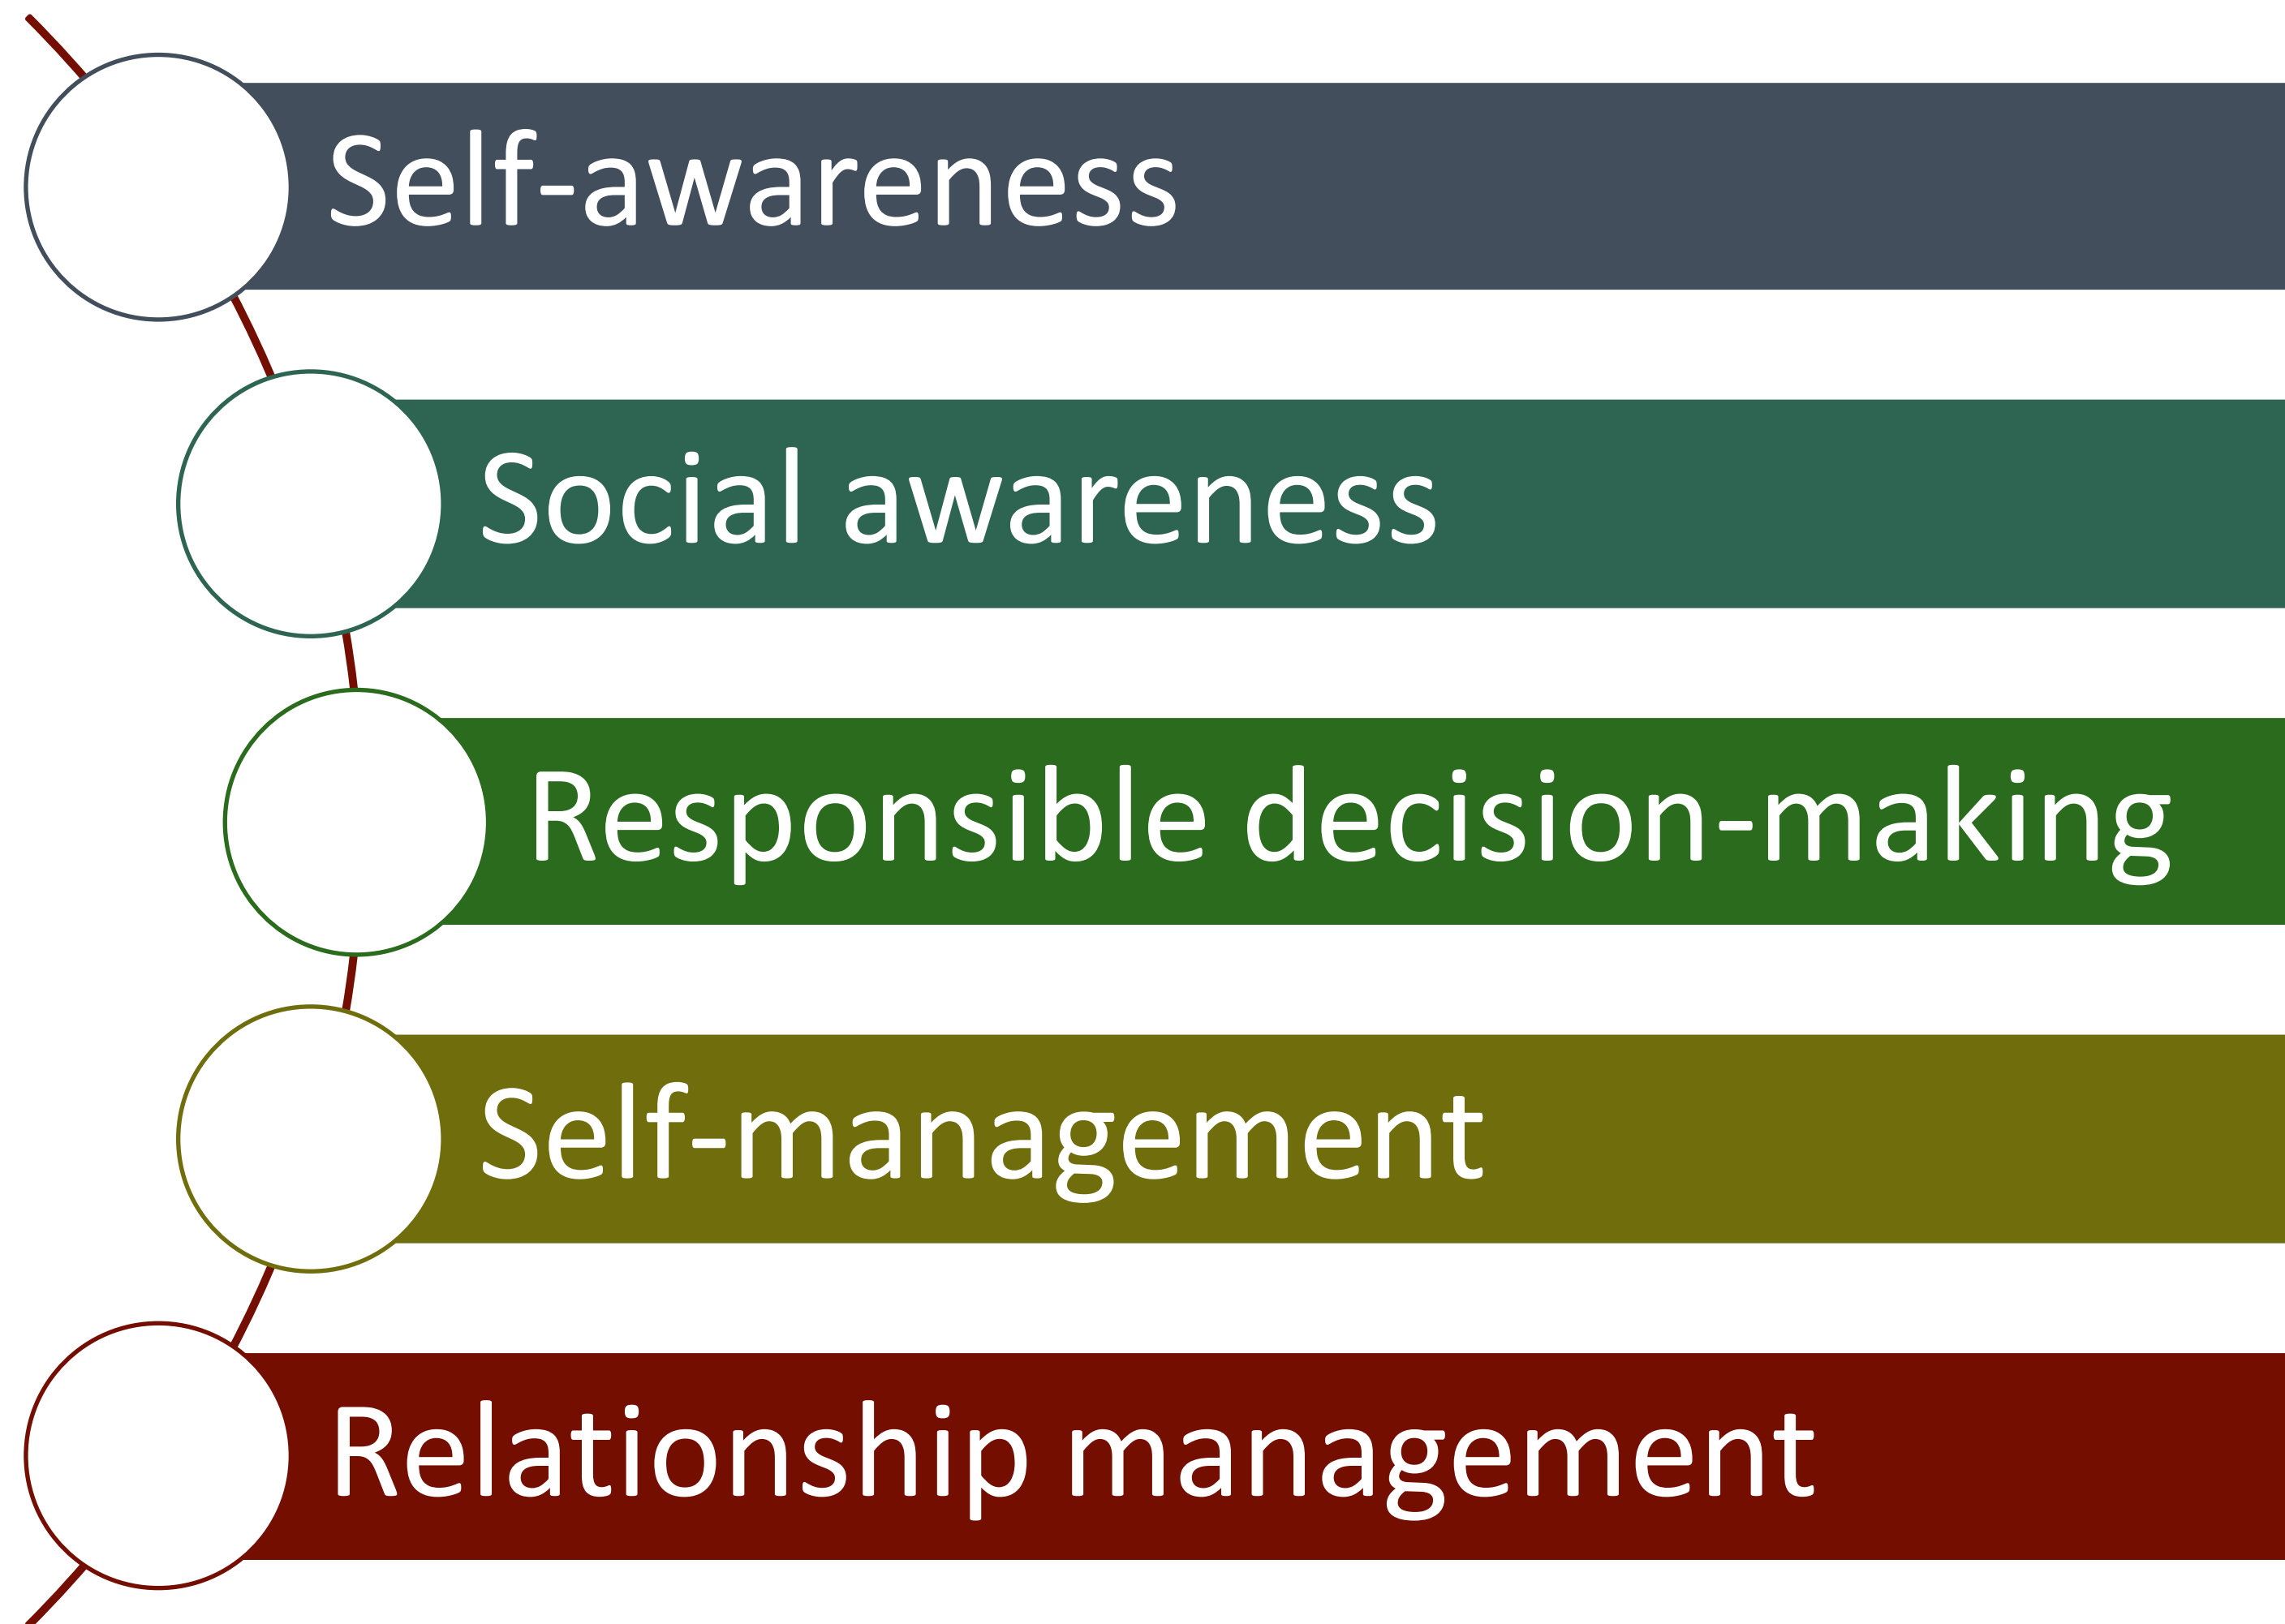 Self-awareness
Social awareness
Responsible decision-making
Self-management
Relationship management